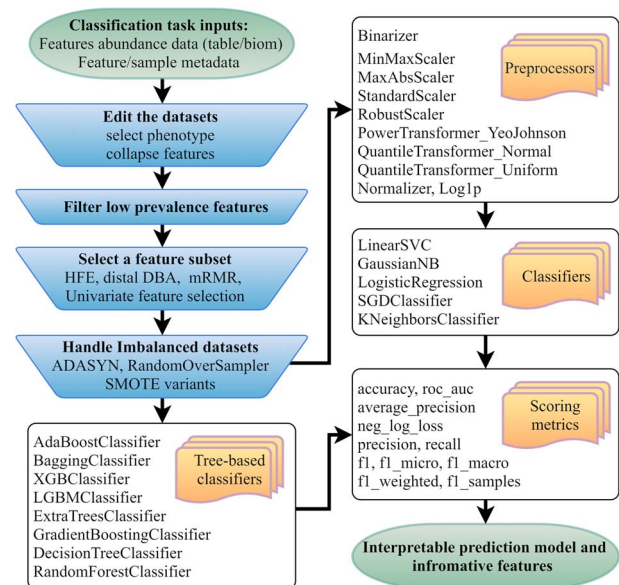 Classification task inputs:
Features abundance data (table/biom)
Feature/sample metadata
Edit the datasets
select phenotype
collapse features
Filter low prevalence features
Select a feature subset
HFE, distal DBA, mRMR,
Univariate feature selection
Handle Imbalanced datasets
ADASYN, RandomOverSampler
SMOTE variants
AdaBoostClassifier
BaggingClassifier
XGBClassifier
LGBMClassifier
ExtraTreesClassifier
GradientBoostingClassifier
DecisionTreeClassifier
RandomForestClassifier
Tree-based
classifiers
Binarizer
MinMaxScaler
MaxAbsScaler
StandardScaler
RobustScaler
PowerTransformer_YeoJohnson
QuantileTransformer_Normal
QuantileTransformer_Uniform
Normalizer, Log1p
Preprocessors
LinearSVC
GaussianNB
LogisticRegression
SGDClassifier
KNeighborsClassifier
Classifiers
accuracy, roc_auc
average_precision
neg_log_loss
precision, recall
f1, f1_micro, f1_macro
f1_weighted, f1_samples
Scoring
metrics
Interpretable prediction model and
infromative features